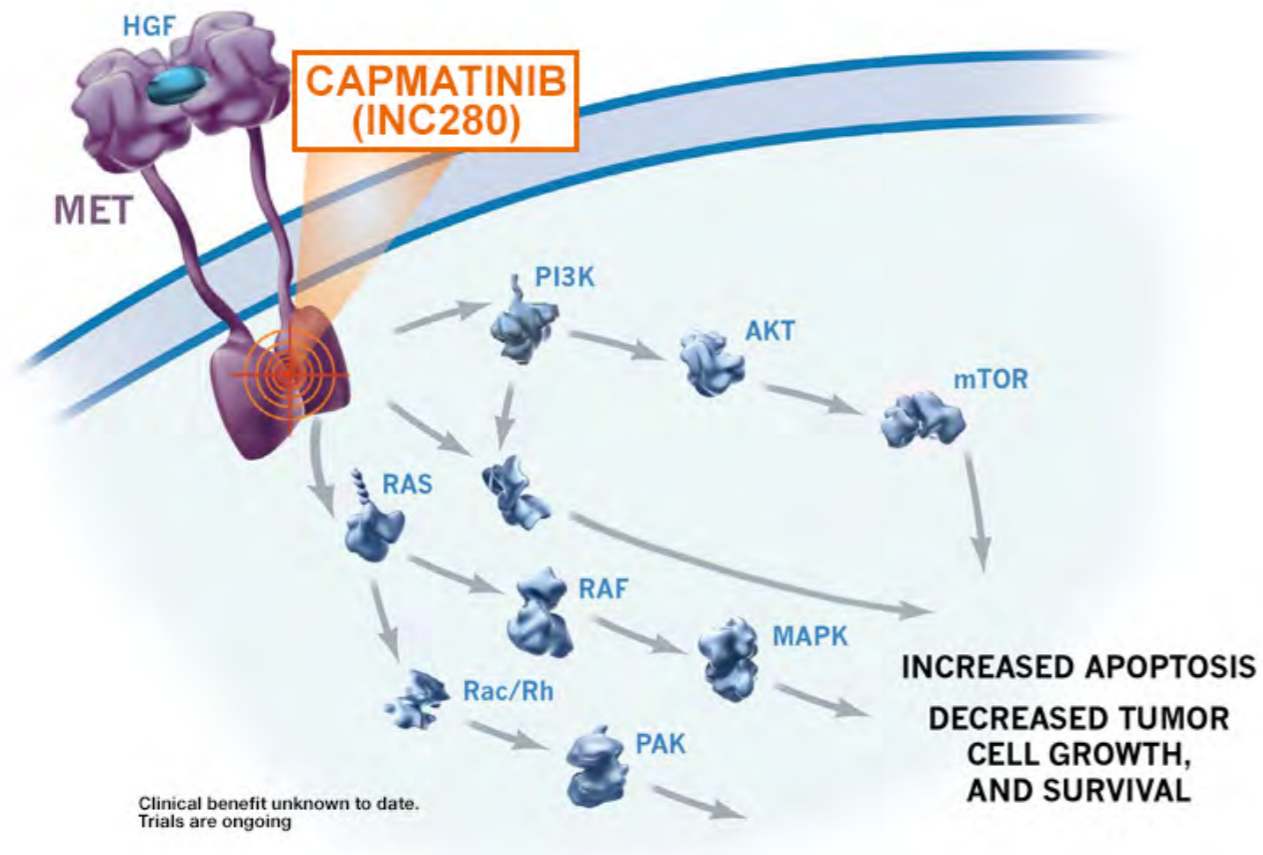 HGF
CAPMATINIB
(INC280)
MET
PI3K
AKT
mTOR
RAS
RAF
MAPK
Rac/Rh
PAK
INCREASED APOPTOSIS
DECREASED TUMOR
CELL GROWTH,
AND SURVIVAL
Clinical benefit unknown to date.
Trials are ongoing